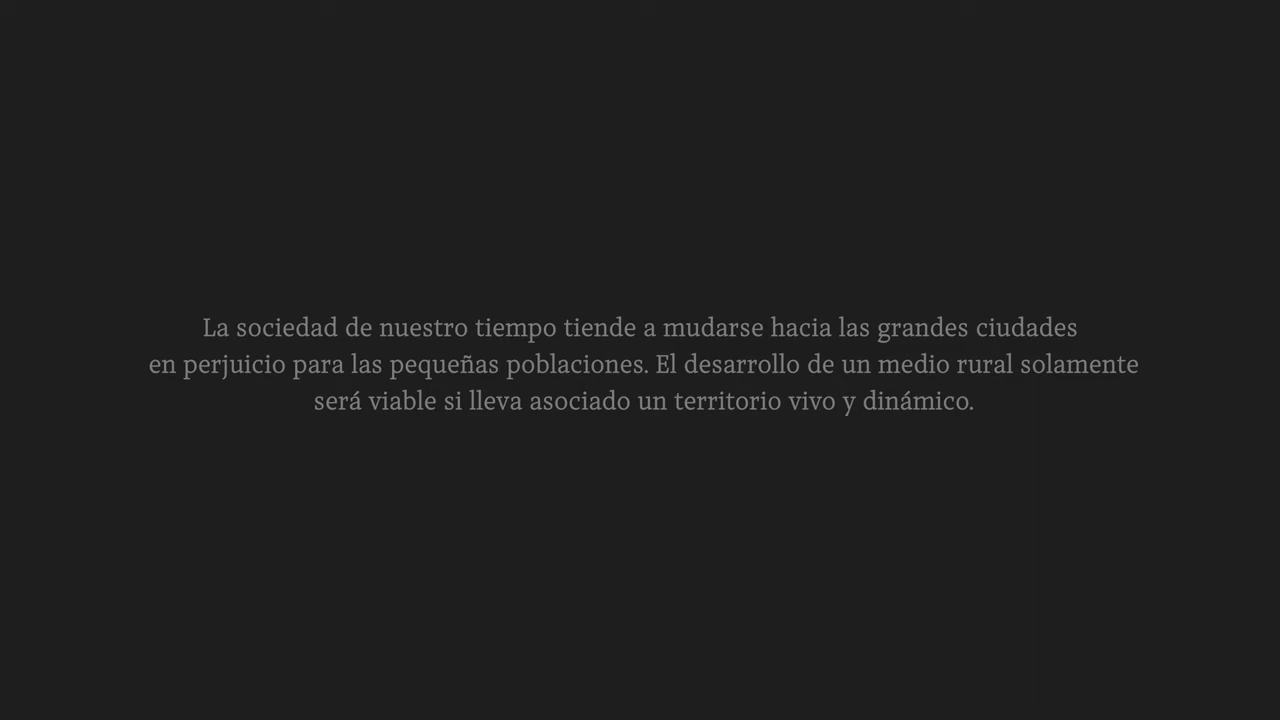 La sociedad de nuestro tiempo tiende a mudarse hacia las grandes ciudades
en perjuicio para las pequeñas poblaciones. El desarrollo de un medio rural solamente
será viable si lleva asociado un territorio vivo y dinámico.